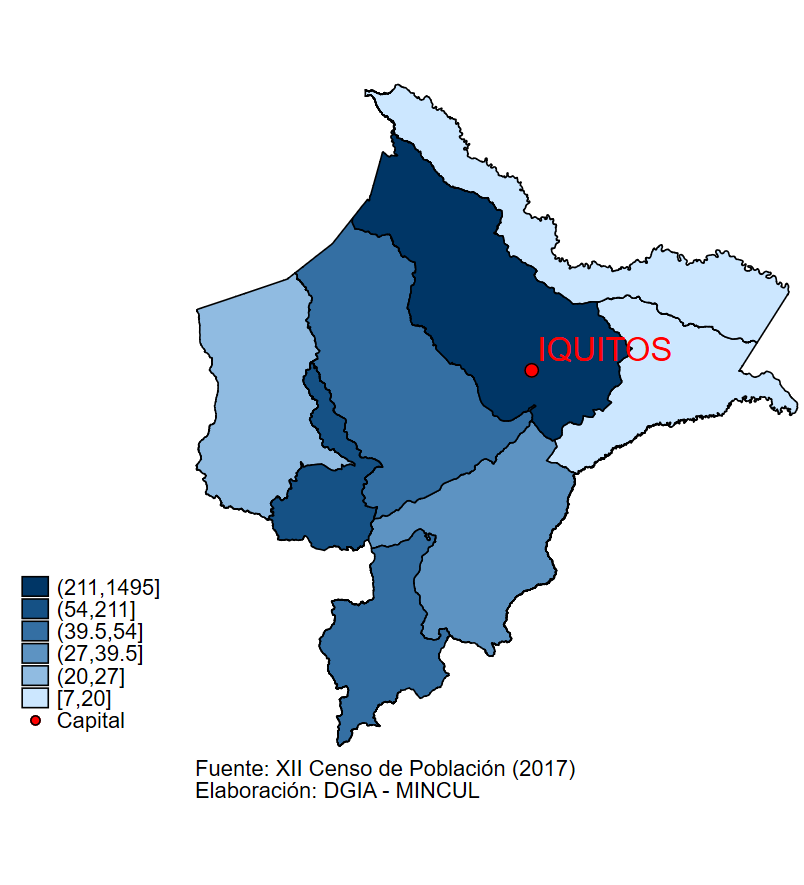 IQUITOS
(211,1495]
(54,211]
(39.5,54]
(27,39.5]
(20,27]
[7,20]
Capital
Fuente: XII Censo de Población (2017)
Elaboración: DGIA - MINCUL